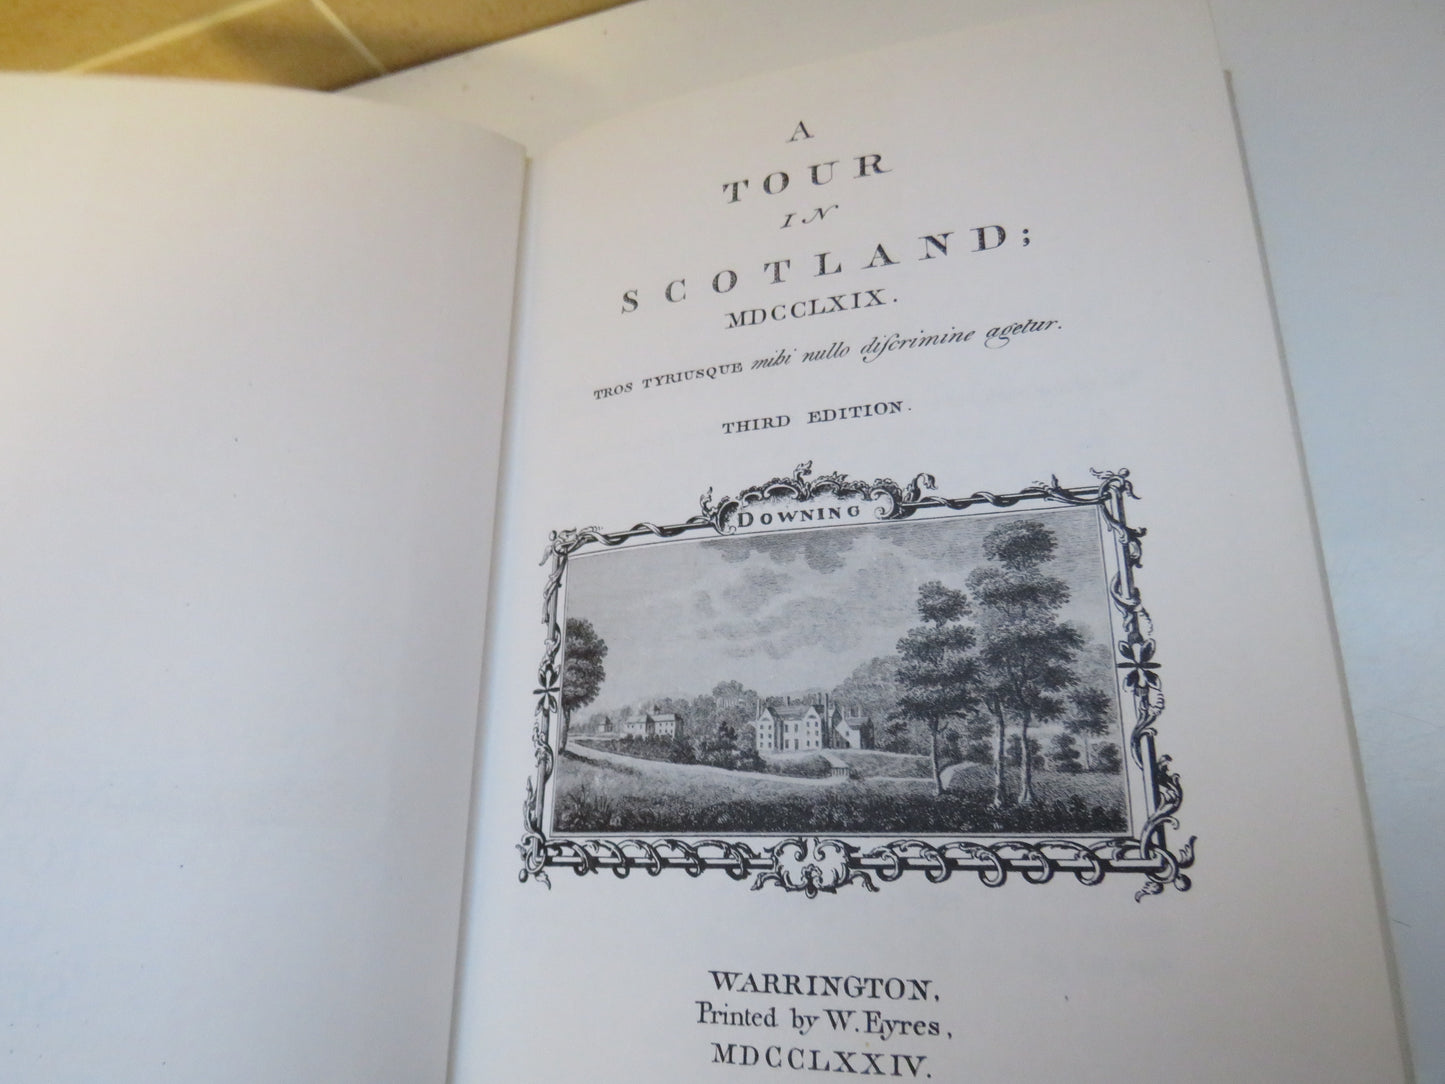 A
TOUR
IN
SCOTLAND;
MDCCLXIX.
TROS TYRIUSQUE mihi nullo diſcrimine agetur.
THIRD EDITION.
DOWNING
WARRINGTON,
Printed by W. Eyres,
MDCCLXXIV.